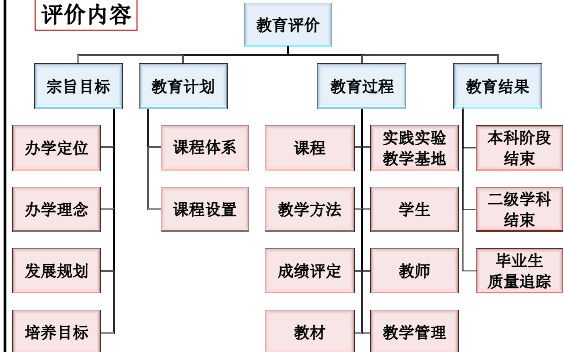 评价内容
教育评价
宗旨目标
教育计划
教育过程
教育结果
办学定位
课程体系
课程
实践实验
教学基地
本科阶段
结束
办学理念
课程设置
教学方法
学生
二级学科
结束
发展规划
成绩评定
教师
毕业生
质量追踪
培养目标
教材
教学管理